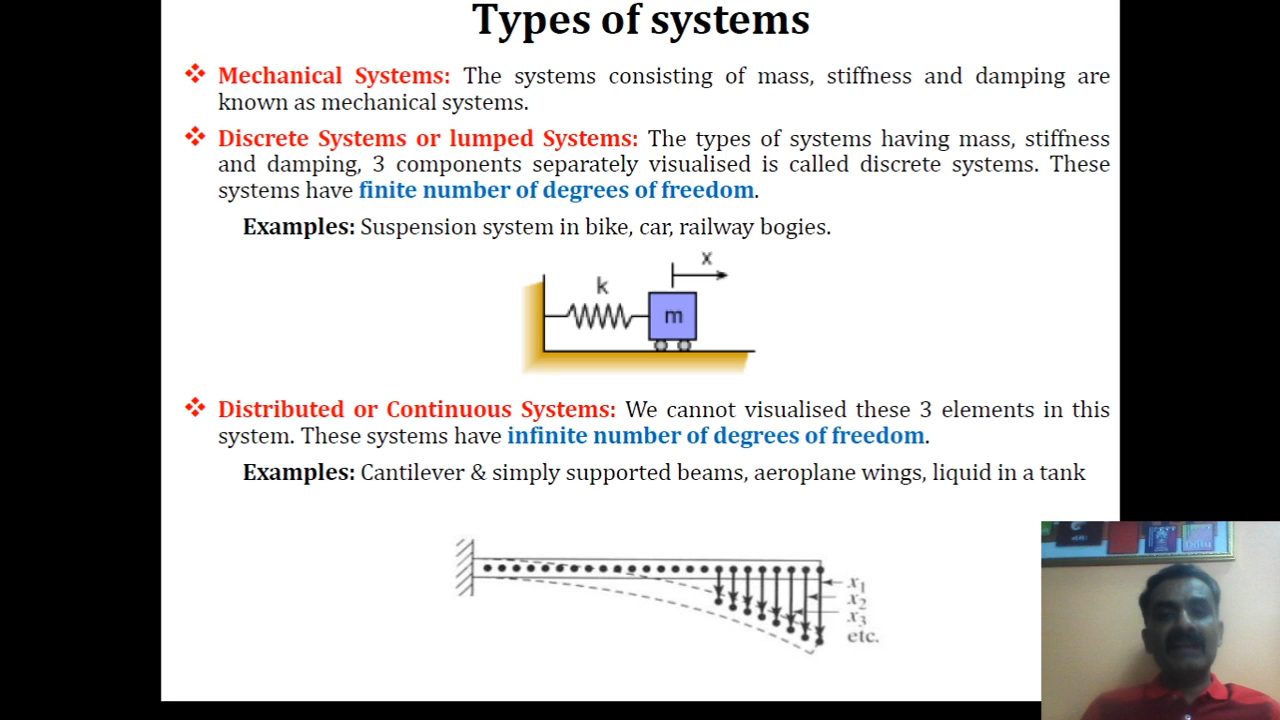 Types of systems
❖ Mechanical Systems: The systems consisting of mass, stiffness and damping are
known as mechanical systems.
❖ Discrete Systems or lumped Systems: The types of systems having mass, stiffness
and damping, 3 components separately visualised is called discrete systems. These
systems have finite number of degrees of freedom.
Examples: Suspension system in bike, car, railway bogies.
x
k
m
❖ Distributed or Continuous Systems: We cannot visualised these 3 elements in this
system. These systems have infinite number of degrees of freedom.
Examples: Cantilever & simply supported beams, aeroplane wings, liquid in a tank
x1
x2
x3
etc.